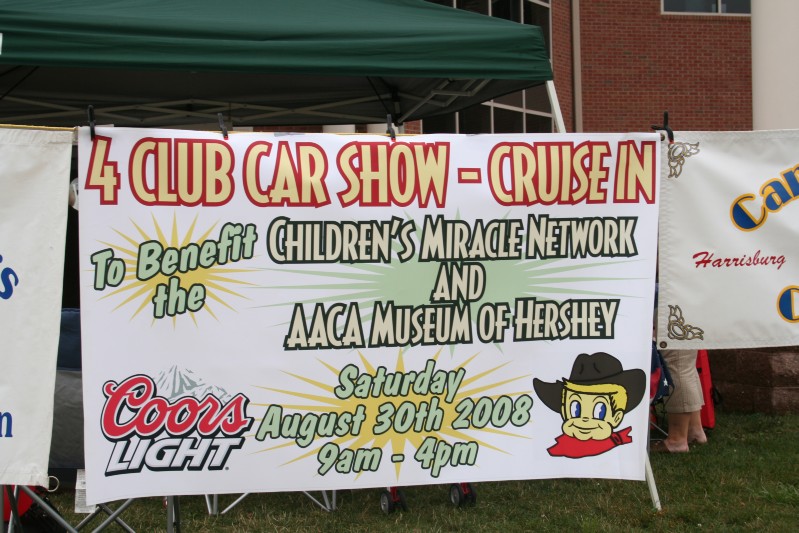 4 CLUB CAR SHOW - CRUISE IN
To Benefit the
CHILDREN'S MIRACLE NETWORK
AND
AACA MUSEUM OF HERSHEY
Coors
LIGHT
Saturday
August 30th 2008
9am - 4pm
Harrisburg